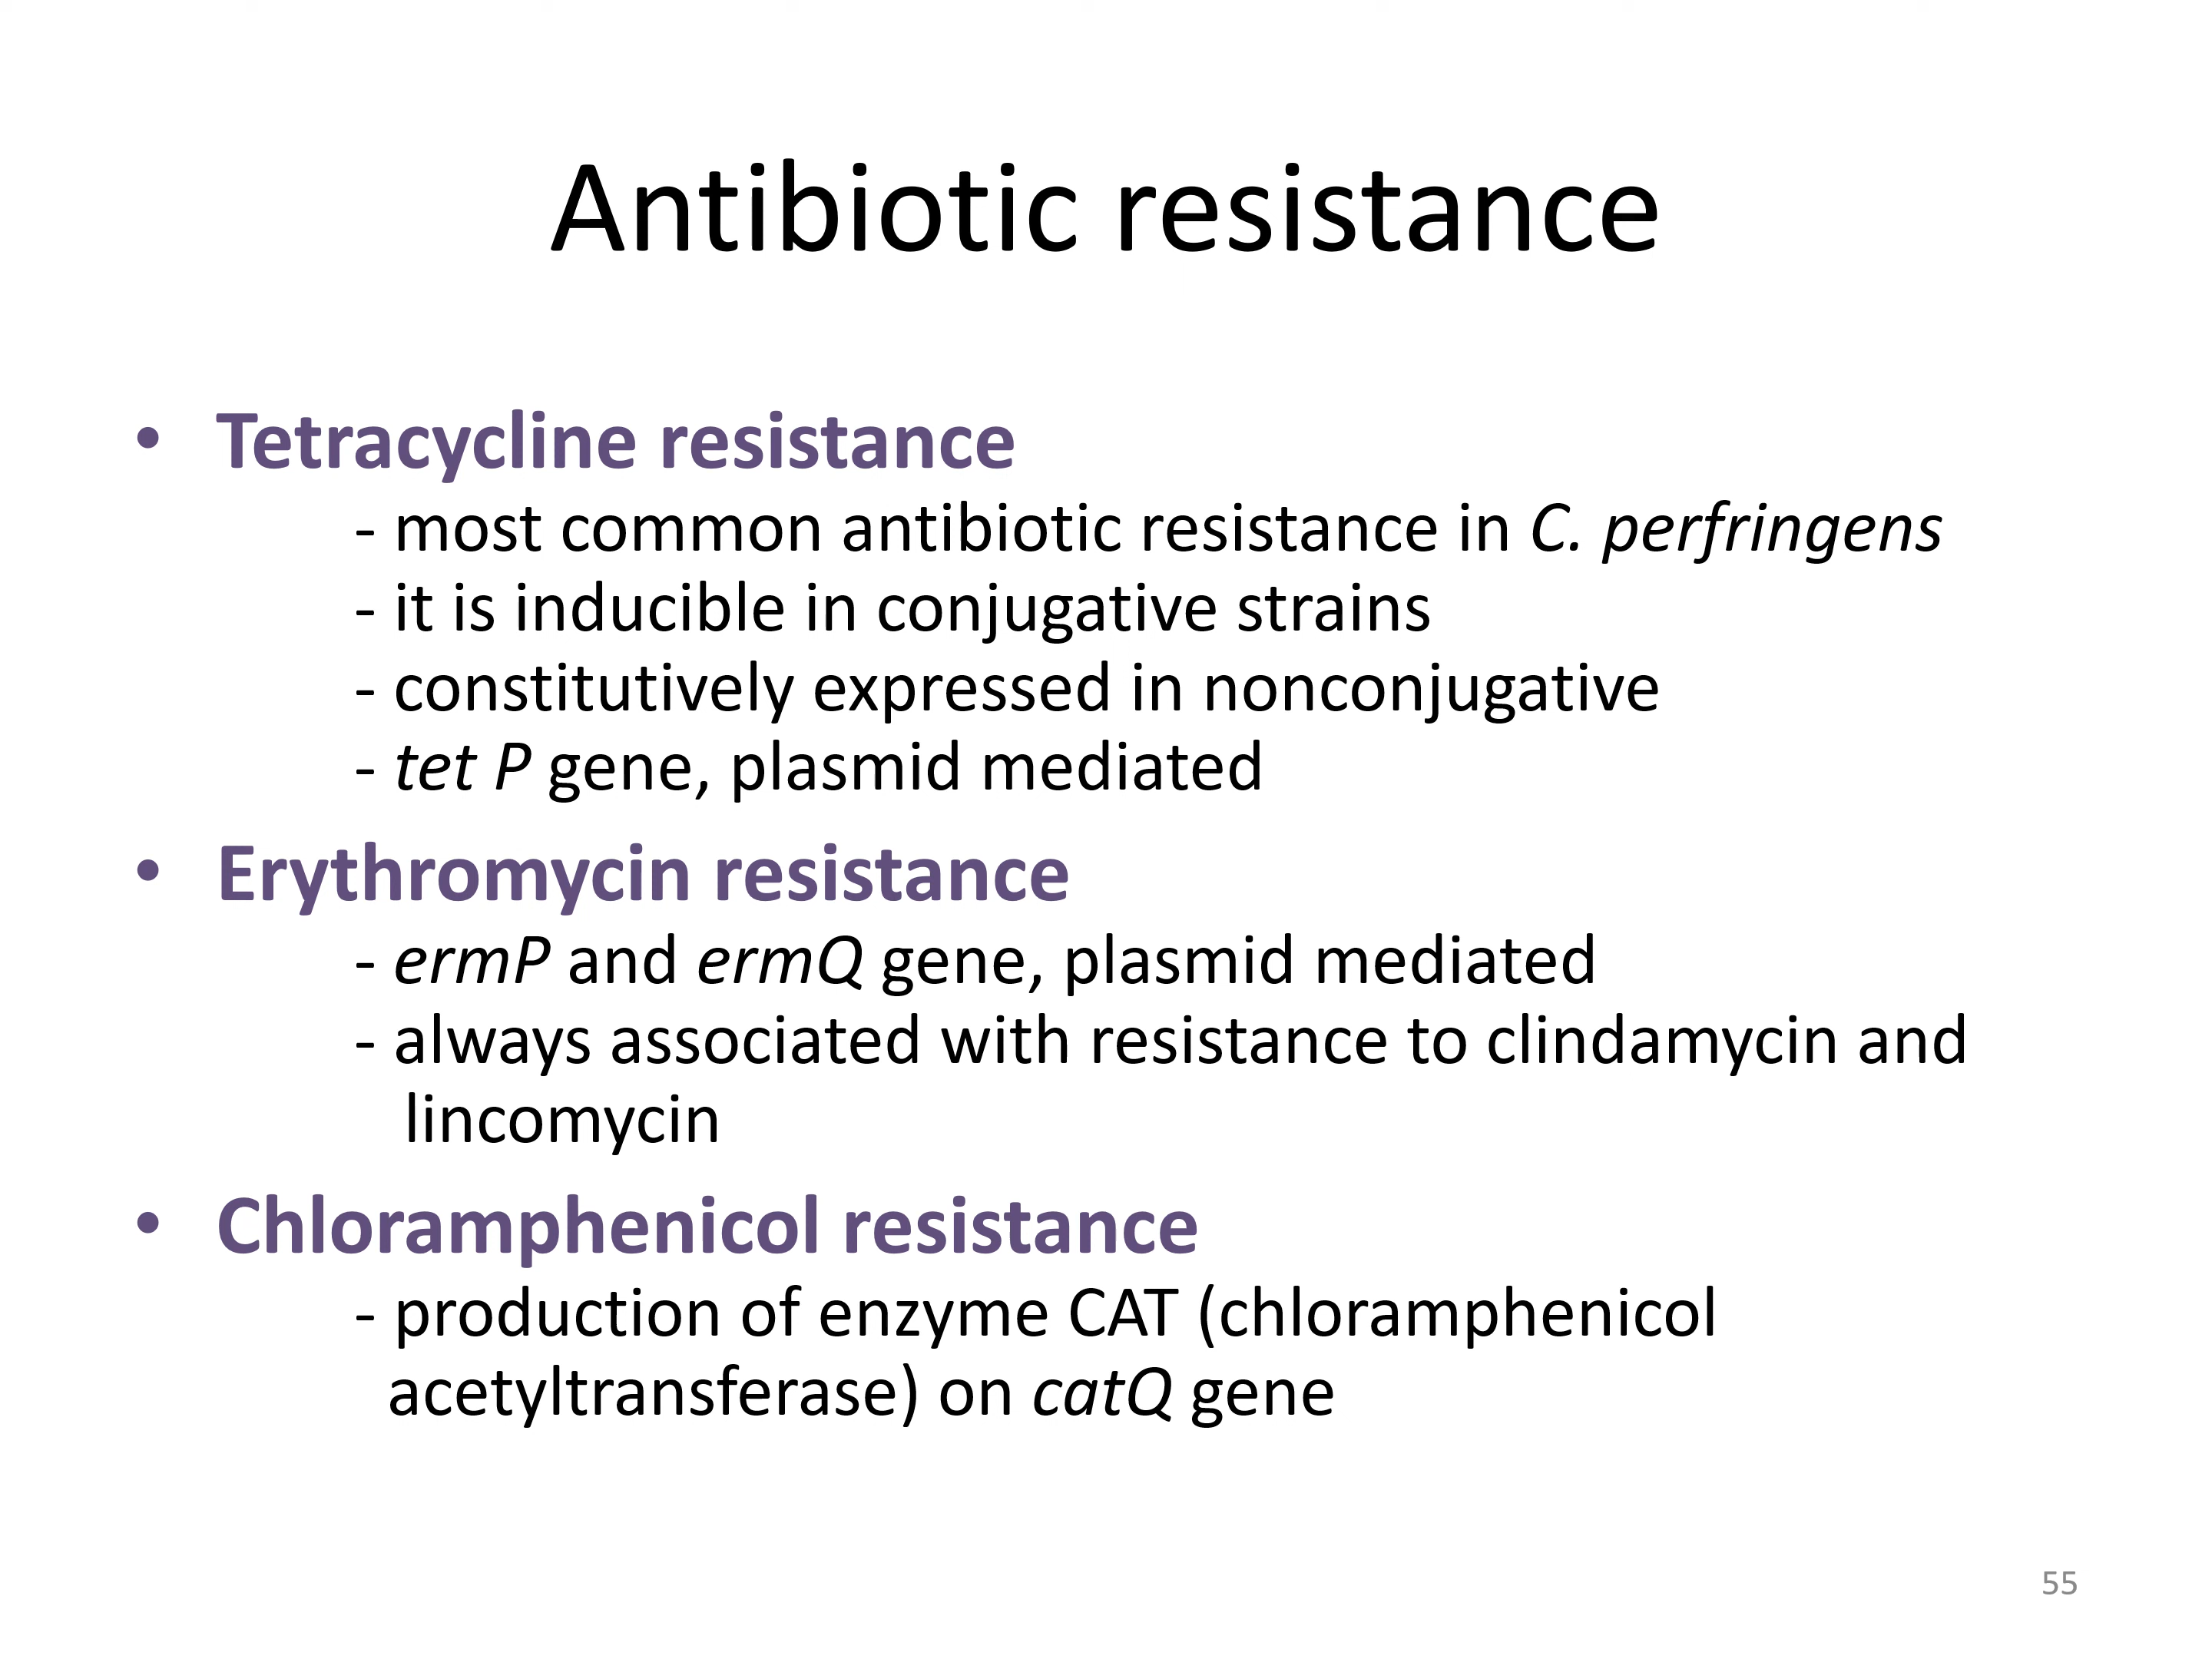 Antibiotic resistance
• Tetracycline resistance
- most common antibiotic resistance in C. perfringens
- it is inducible in conjugative strains
- constitutively expressed in nonconjugative
- tet P gene, plasmid mediated
• Erythromycin resistance
- ermP and ermQ gene, plasmid mediated
- always associated with resistance to clindamycin and
lincomycin
• Chloramphenicol resistance
- production of enzyme CAT (chloramphenicol
acetyltransferase) on catQ gene
55